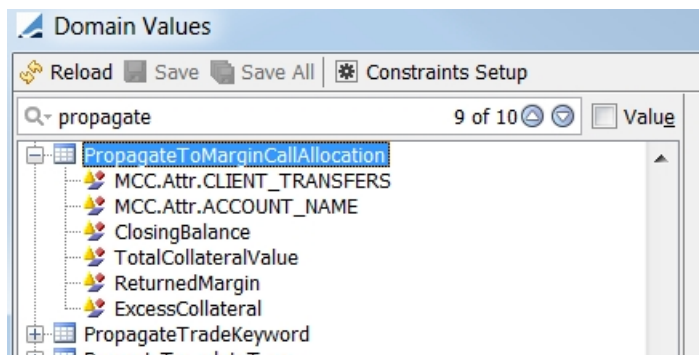 Domain Values
Reload Save Save All Constraints Setup
propagate 9 of 10 Value
PropagateToMarginCallAllocation
MCC.Attr.CLIENT_TRANSFERS
MCC.Attr.ACCOUNT_NAME
ClosingBalance
TotalCollateralValue
ReturnedMargin
ExcessCollateral
PropagateTradeKeyword